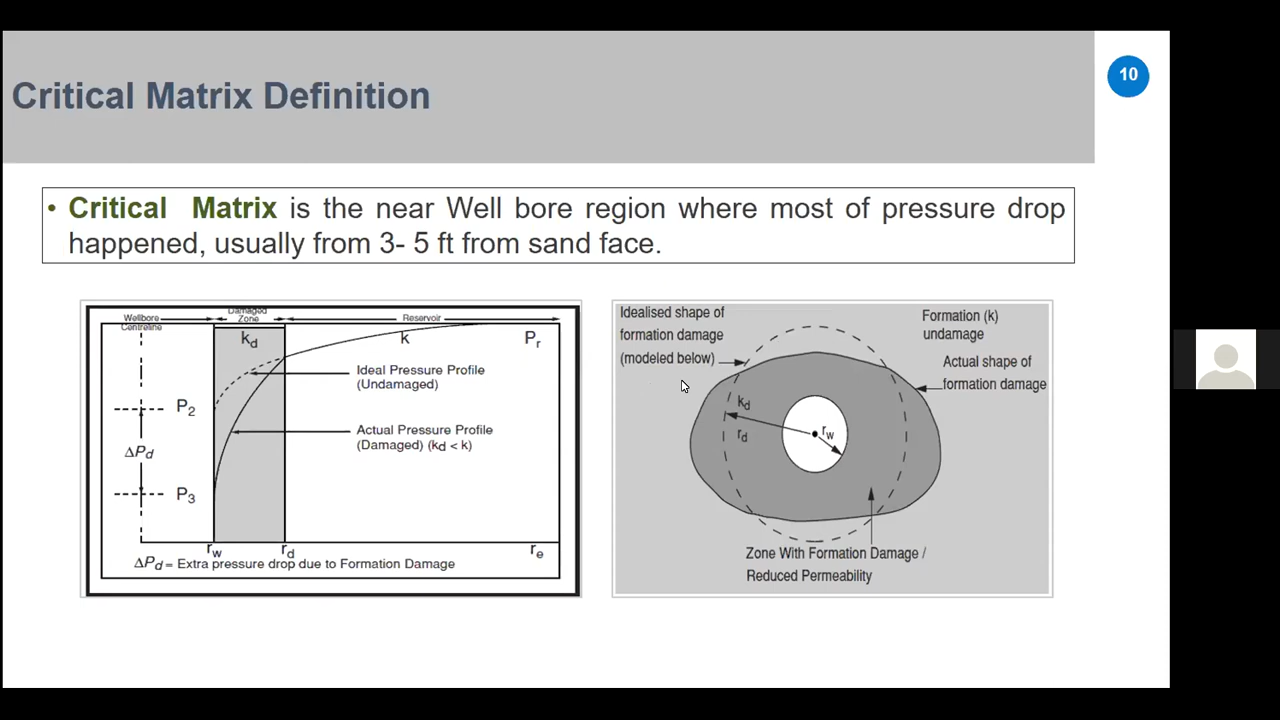 Critical Matrix Definition
10
• Critical Matrix is the near Well bore region where most of pressure drop
happened, usually from 3- 5 ft from sand face.
Wellbore
Centreline
Damaged
Zone
Reservoir
kd
k
Pr
Ideal Pressure Profile
(Undamaged)
P2
Actual Pressure Profile
(Damaged) (kd < k)
ΔPd
P3
rw
rd
re
ΔPd = Extra pressure drop due to Formation Damage
Idealised shape of
formation damage
(modeled below)
Formation (k)
undamage
Actual shape of
formation damage
kd
rd
rw
Zone With Formation Damage /
Reduced Permeability